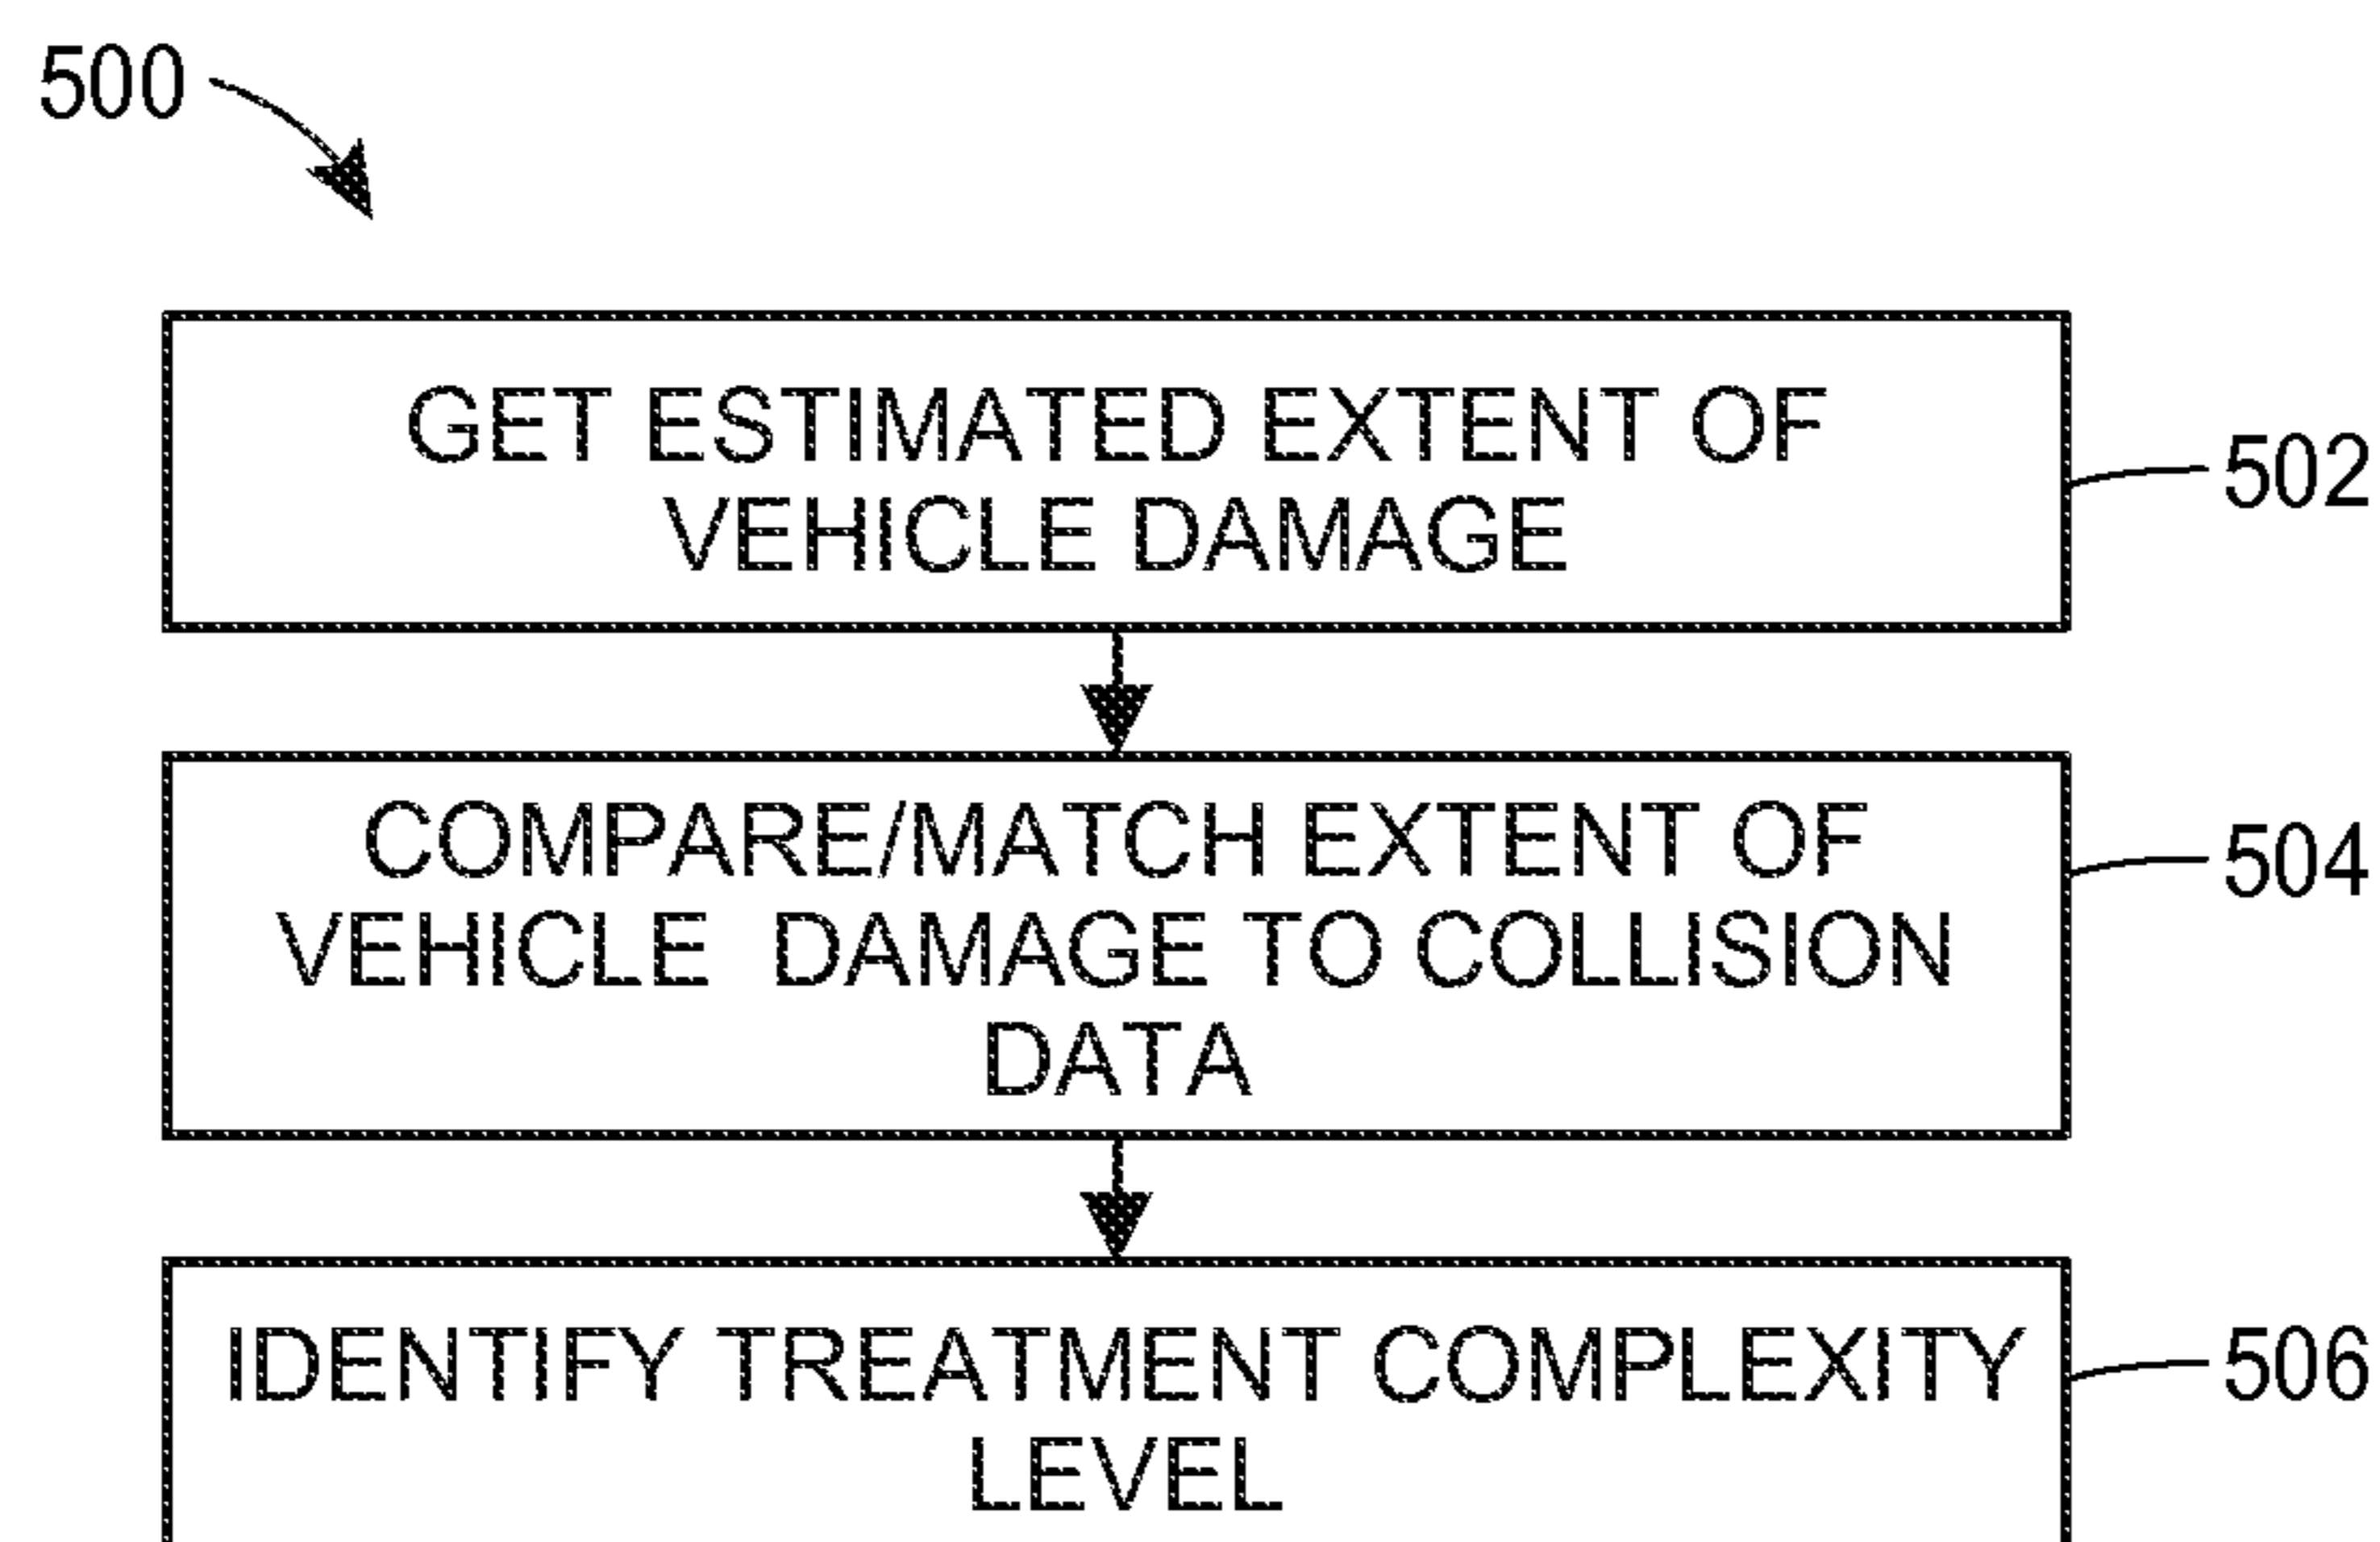 500
GET ESTIMATED EXTENT OF
VEHICLE DAMAGE
502
COMPARE/MATCH EXTENT OF
VEHICLE DAMAGE TO COLLISION
DATA
504
IDENTIFY TREATMENT COMPLEXITY
LEVEL
506